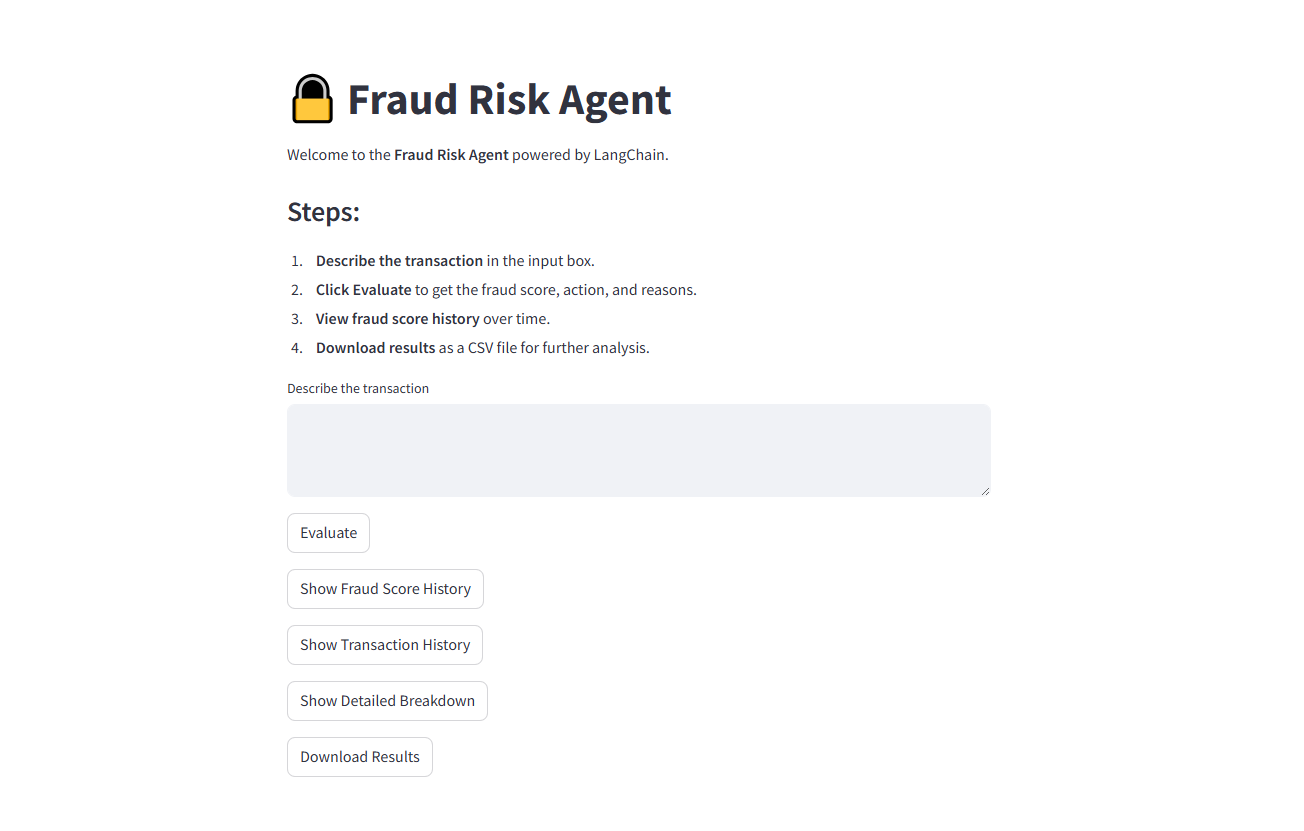 Fraud Risk Agent
Welcome to the Fraud Risk Agent powered by LangChain.
Steps:
1. Describe the transaction in the input box.
2. Click Evaluate to get the fraud score, action, and reasons.
3. View fraud score history over time.
4. Download results as a CSV file for further analysis.
Describe the transaction
Evaluate
Show Fraud Score History
Show Transaction History
Show Detailed Breakdown
Download Results